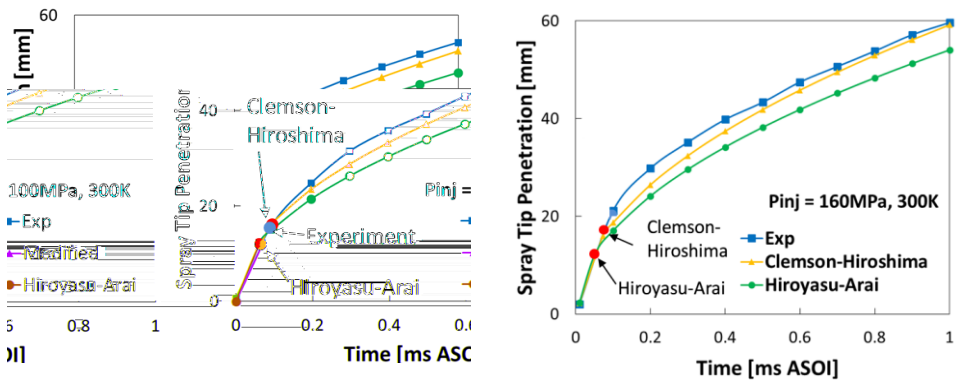 60
[mm]
40
Clemson-
Hiroshima
Spray Tip Penetration
100MPa, 300K
Pinj =
20
Exp
Experiment
Modified
Hiroyasu-Arai
Hiroyasu-Arai
0
0.8
1
0
0.2
0.4
0.6
Time [ms ASO
60
40
20
0
Spray Tip Penetration [mm]
Pinj = 160MPa, 300K
Clemson-
Hiroshima
Exp
Clemson-Hiroshima
Hiroyasu-Arai
Hiroyasu-Arai
0
0.2
0.4
0.6
0.8
1
Time [ms ASOI]